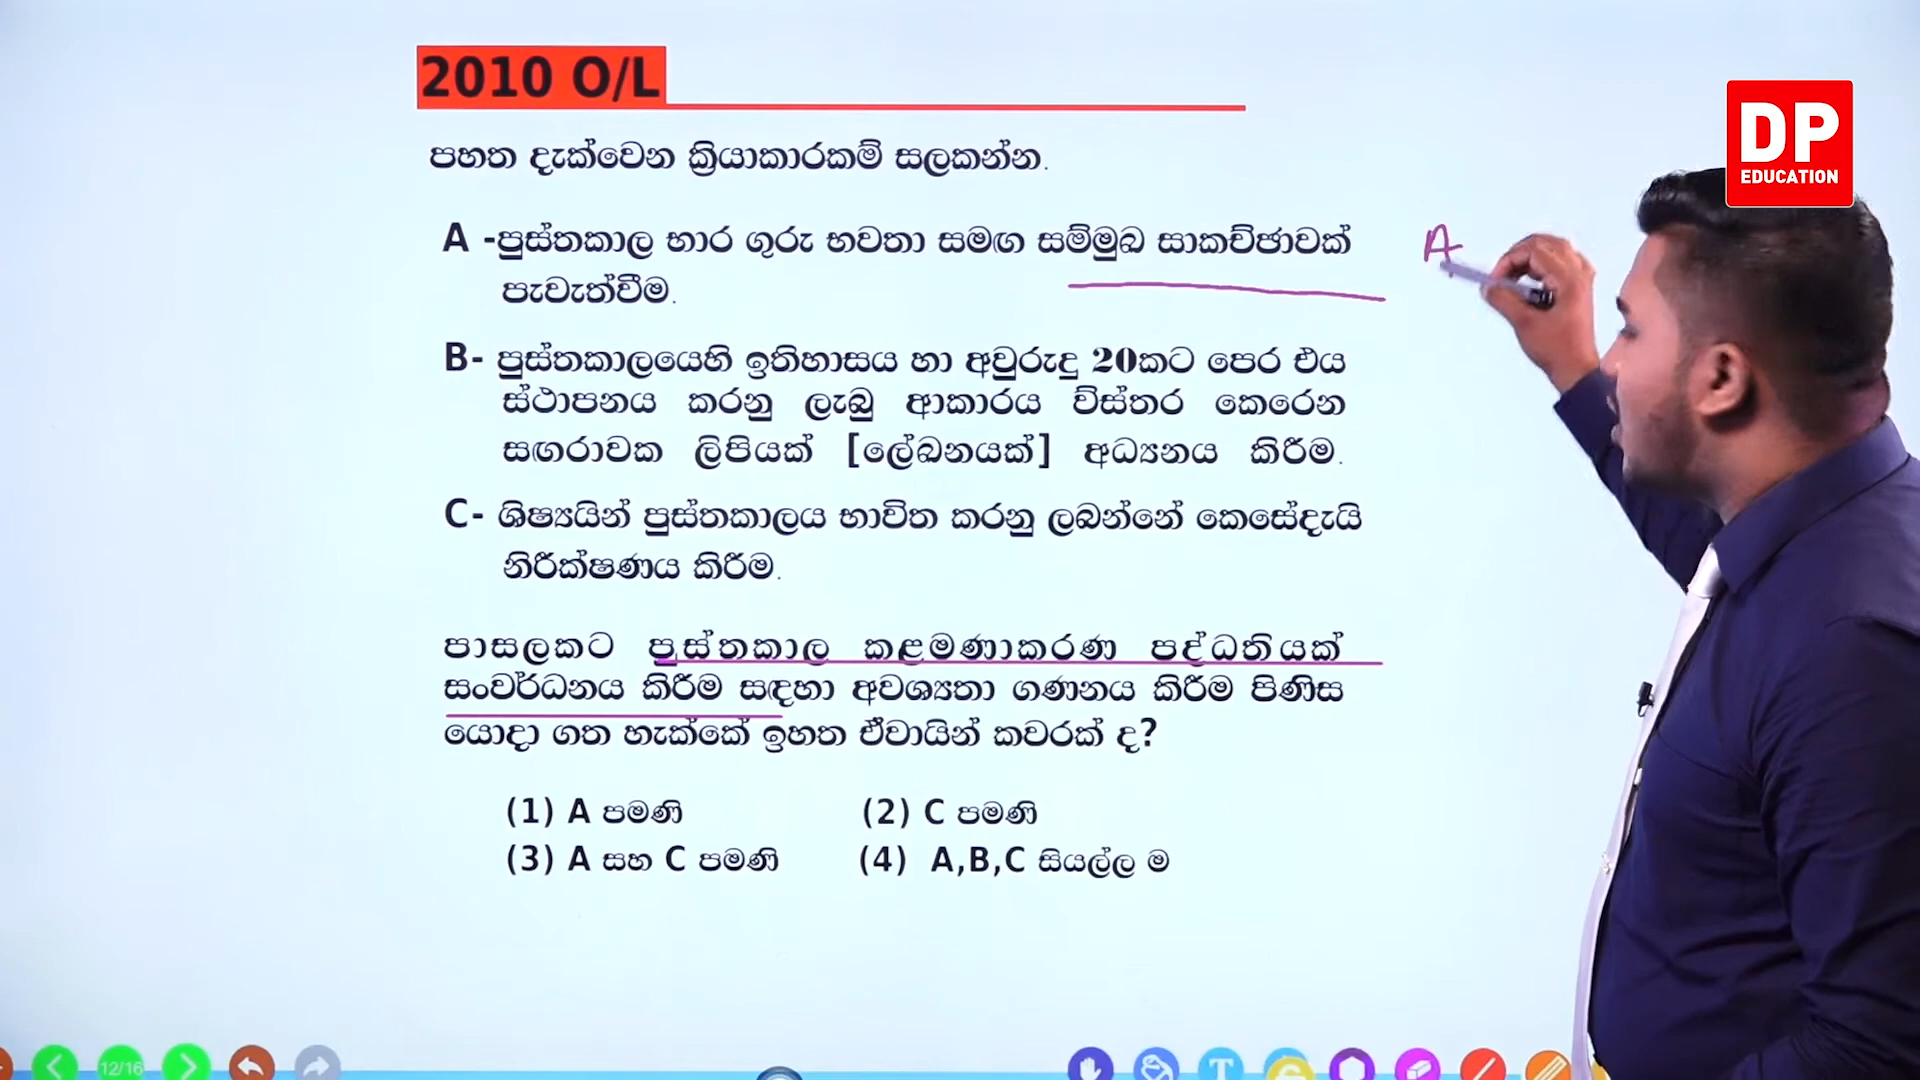 2010 O/L
DP
EDUCATION
පහත දැක්වෙන ක්‍රියාකාරකම් සලකන්න.
A -පුස්තකාල භාර ගුරු භවතා සමඟ සම්මුඛ සාකච්ඡාවක්
A
පැවැත්වීම.
B- පුස්තකාලයෙහි ඉතිහාසය හා අවුරුදු 20කට පෙර එය
ස්ථාපනය කරනු ලැබු ආකාරය විස්තර කෙරෙන
සඟරාවක ලිපියක් [ලේඛනයක්] අධ්‍යනය කිරීම.
C- ශිෂ්‍යයින් පුස්තකාලය භාවිත කරනු ලබන්නේ කෙසේදැයි
නිරීක්ෂණය කිරීම.
පාසලකට පුස්තකාල කළමණාකරණ පද්ධතියක්
සංවර්ධනය කිරීම සඳහා අවශ්‍යතා ගණනය කිරීම පිණිස
යොදා ගත හැක්කේ ඉහත ඒවායින් කවරක් ද?
(1) A පමණි (2) C පමණි
(3) A සහ C පමණි (4) A,B,C සියල්ල ම
12/16
T